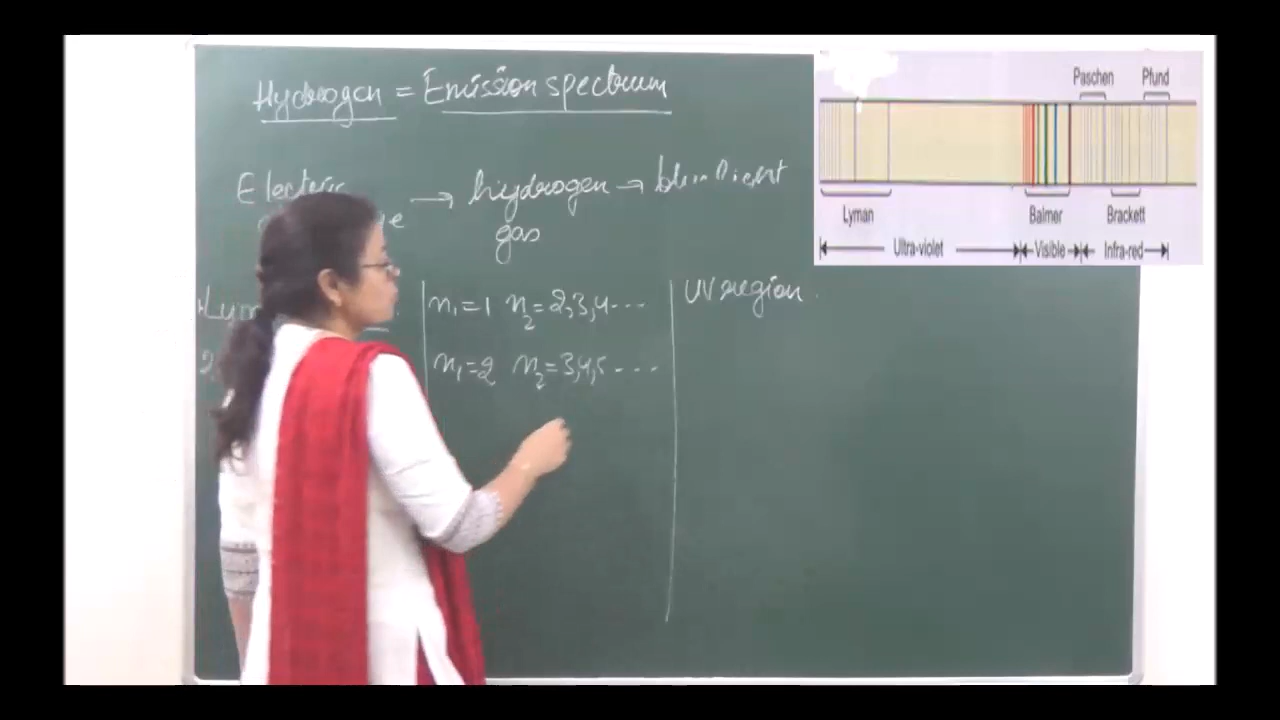 Hydrogen = Emission spectrum
Electric → hydrogen → bluish light
gas
n₁=1 n₂=2,3,4---
UV region.
n₁=2 n₂=3,4,5----
Paschen Pfund
Lyman Balmer Brackett
Ultra-violet Visible Infra-red